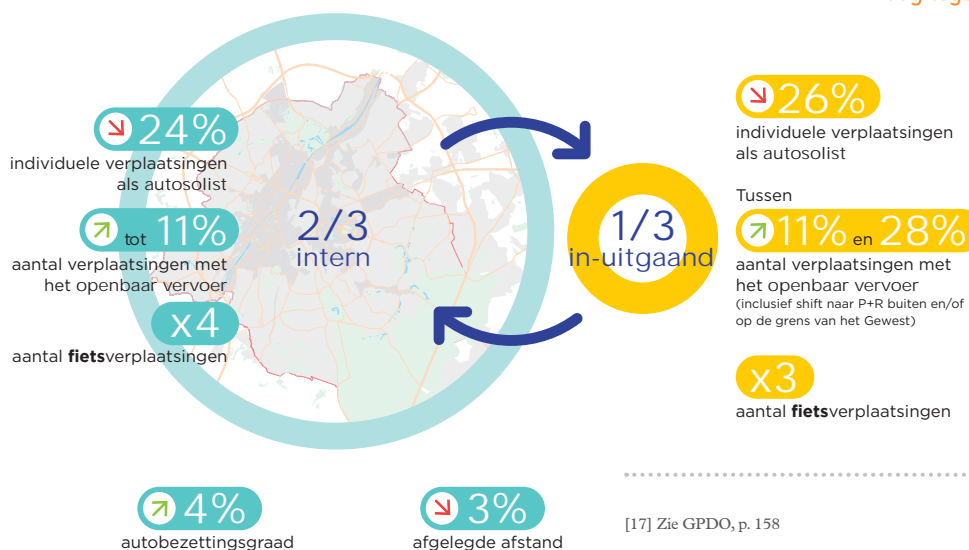 24%
individuele verplaatsingen
als autosolist
tot 11%
aantal verplaatsingen met
het openbaar vervoer
x4
aantal fietsverplaatsingen
2/3
intern
1/3
in-uitgaand
26%
individuele verplaatsingen
als autosolist
Tussen
11% en 28%
aantal verplaatsingen met
het openbaar vervoer
(inclusief shift naar P+R buiten en/of
op de grens van het Gewest)
x3
aantal fietsverplaatsingen
4%
autobezettingsgraad
3%
afgelegde afstand
[17] Zie GPDO, p. 158